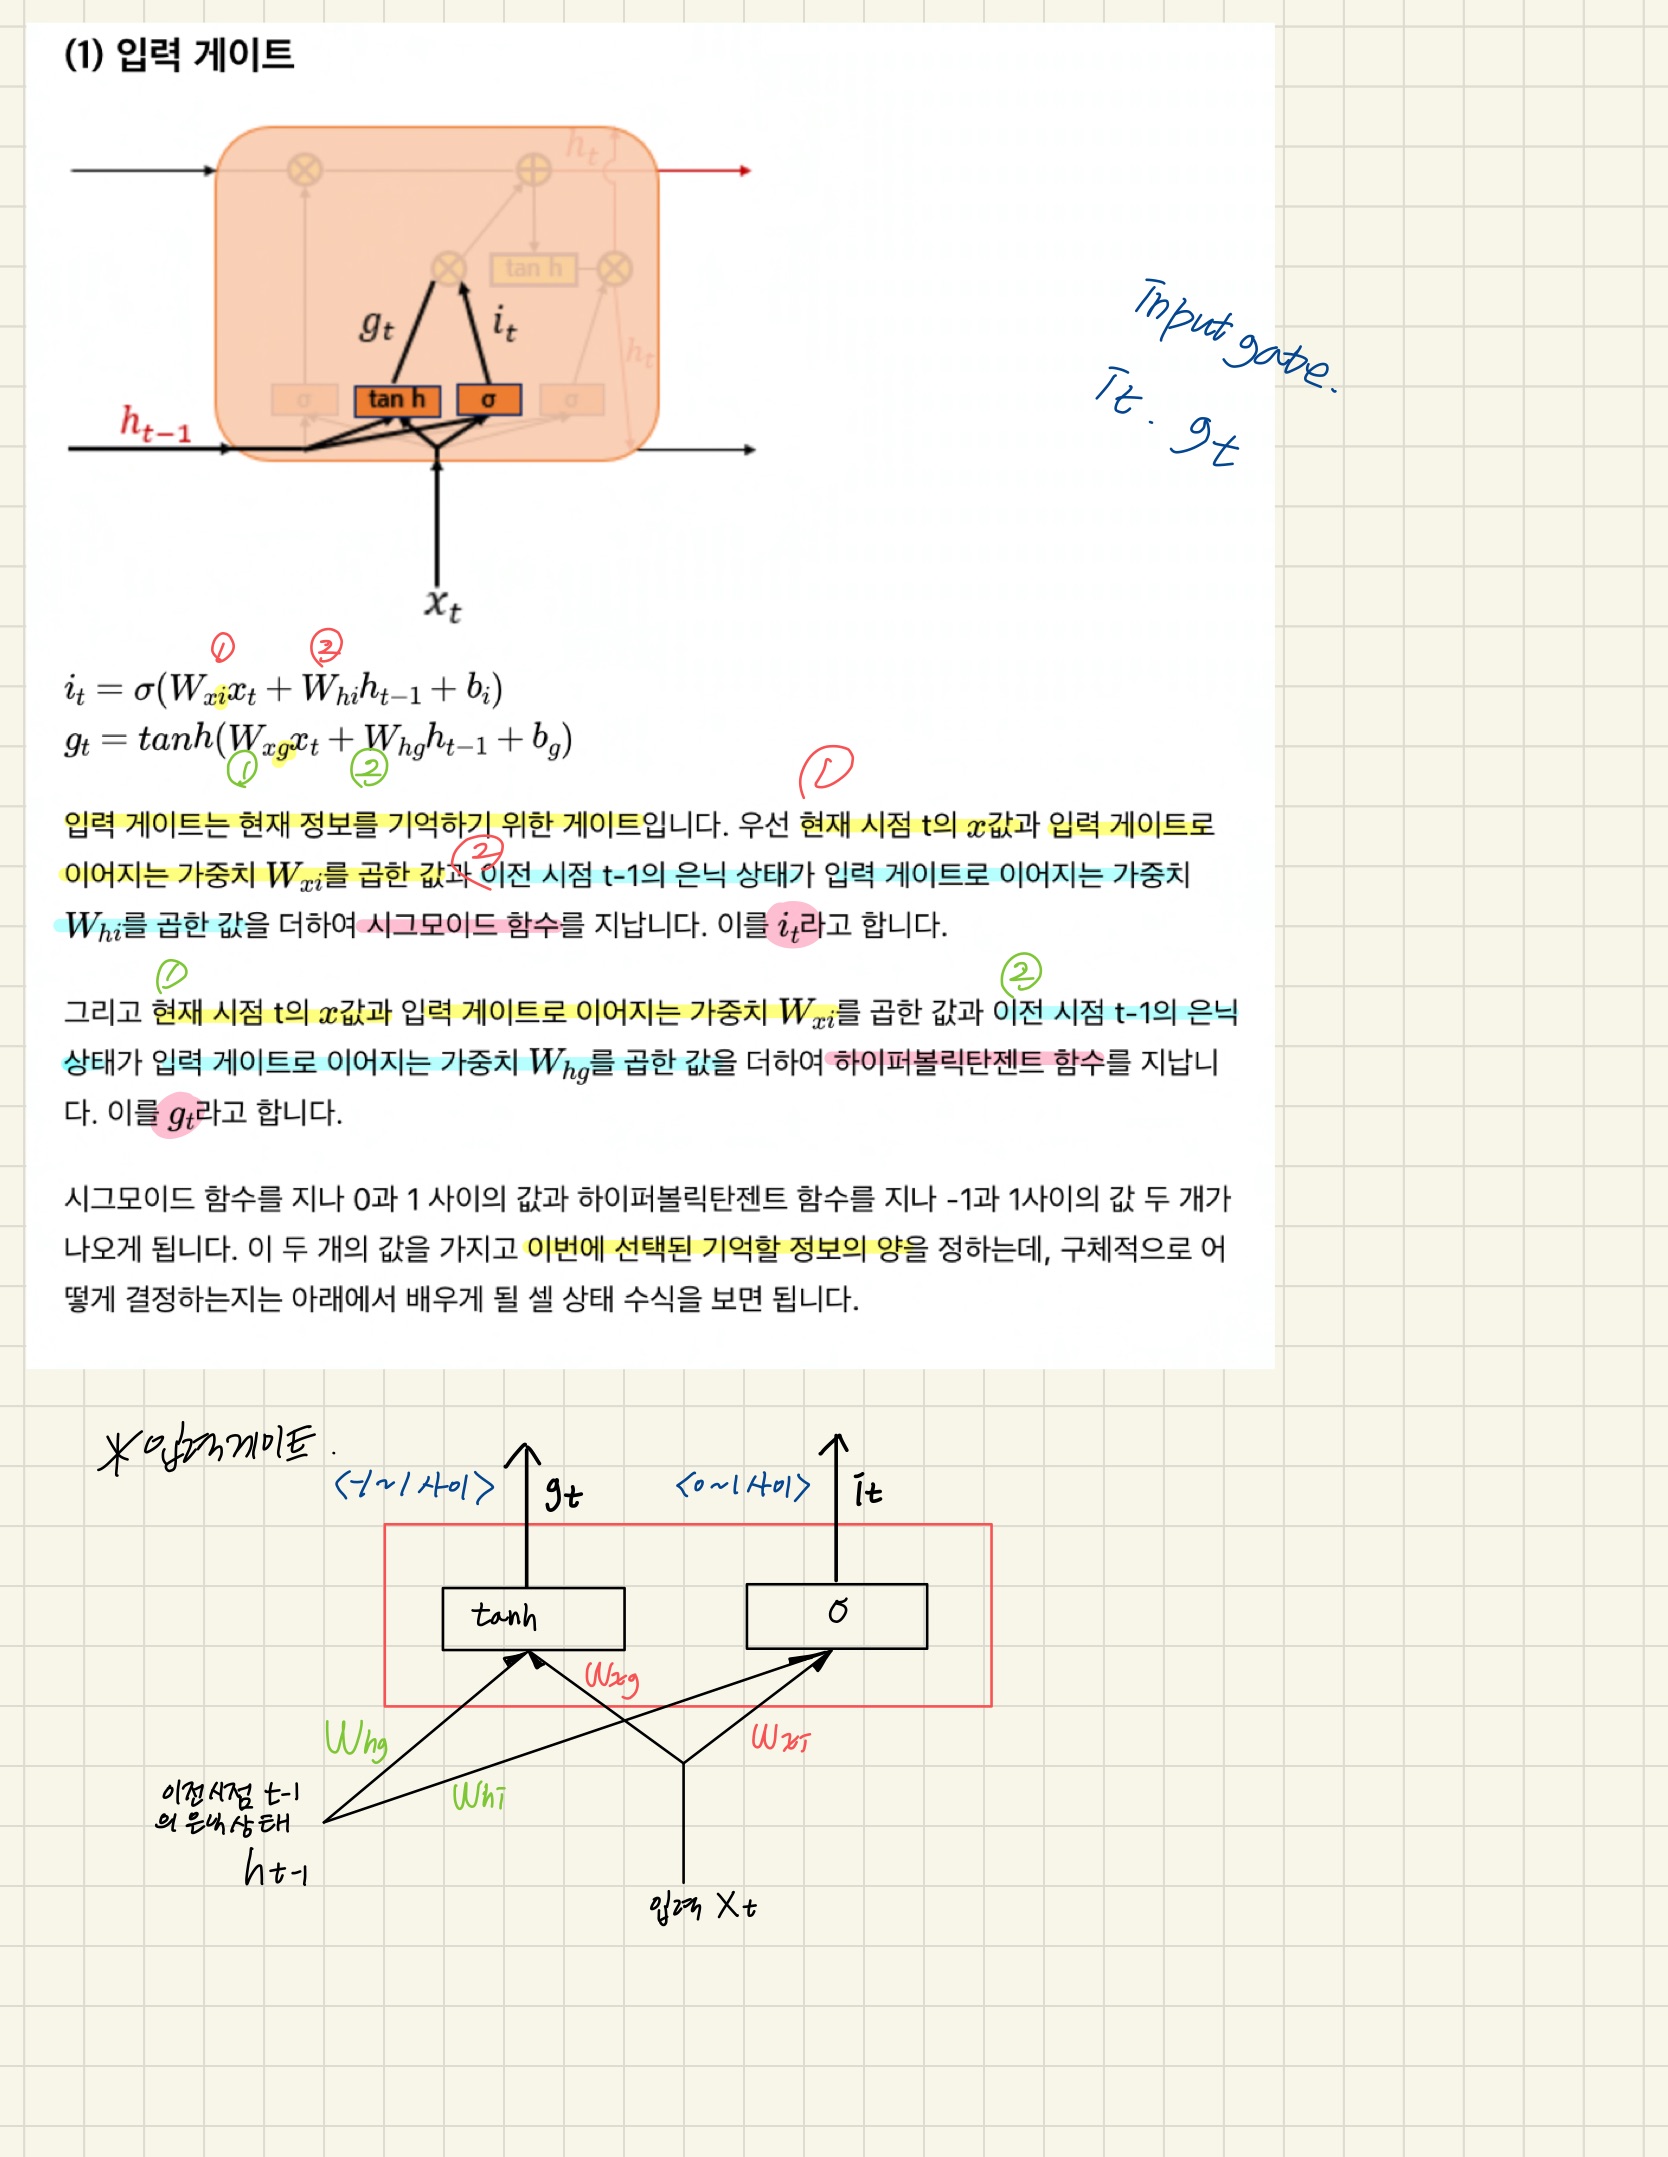 (1) 입력 게이트
h_t
tan h
g_t
i_t
h_t
σ
tan h
σ
σ
h_{t-1}
x_t
Input gate.
it. gt
① ②
i_t = σ(W_{xi}x_t + W_{hi}h_{t-1} + b_i)
g_t = tanh(W_{xg}x_t + W_{hg}h_{t-1} + b_g)
① ②
①
입력 게이트는 현재 정보를 기억하기 위한 게이트입니다. 우선 현재 시점 t의 x값과 입력 게이트로
②
이어지는 가중치 W_{xi}를 곱한 값과 이전 시점 t-1의 은닉 상태가 입력 게이트로 이어지는 가중치
W_{hi}를 곱한 값을 더하여 시그모이드 함수를 지납니다. 이를 i_t라고 합니다.
① ②
그리고 현재 시점 t의 x값과 입력 게이트로 이어지는 가중치 W_{xi}를 곱한 값과 이전 시점 t-1의 은닉
상태가 입력 게이트로 이어지는 가중치 W_{hg}를 곱한 값을 더하여 하이퍼볼릭탄젠트 함수를 지납니
다. 이를 g_t라고 합니다.
시그모이드 함수를 지나 0과 1 사이의 값과 하이퍼볼릭탄젠트 함수를 지나 -1과 1사이의 값 두 개가
나오게 됩니다. 이 두 개의 값을 가지고 이번에 선택된 기억할 정보의 양을 정하는데, 구체적으로 어
떻게 결정하는지는 아래에서 배우게 될 셀 상태 수식을 보면 됩니다.
* 입력게이트.
<-1~1 사이> gt
<0~1 사이> it
tanh
σ
Wxg
Whg
Wxi
Whi
이전시점 t-1
의 은닉상태
ht-1
입력 Xt